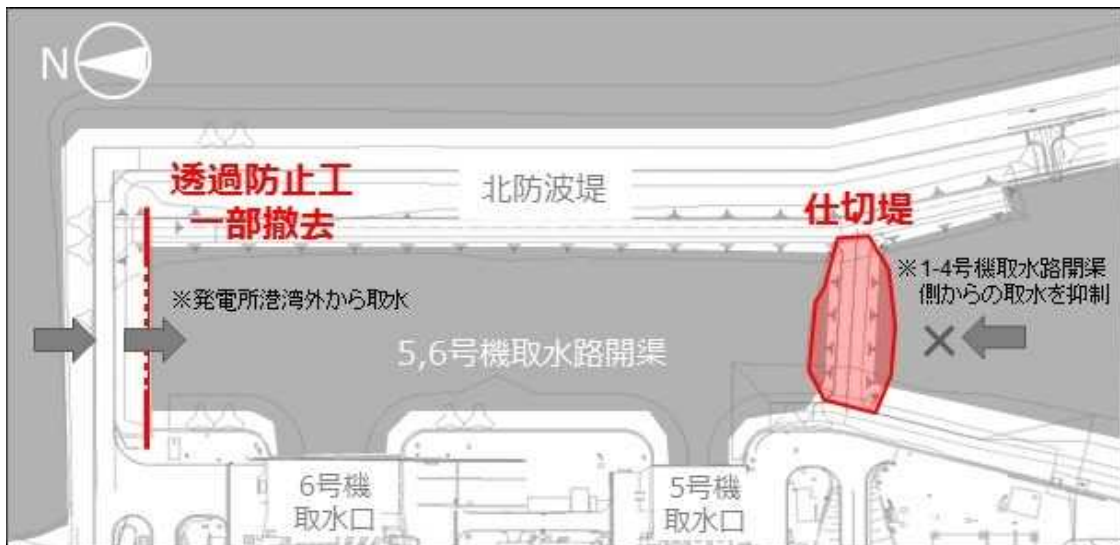 N
透過防止工
一部撤去
北防波堤
仕切堤
※発電所港湾外から取水
※1-4号機取水路開渠
側からの取水を抑制
5,6号機取水路開渠
6号機
取水口
5号機
取水口